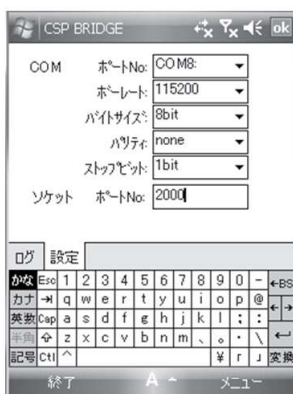 CSP BRIDGE ok
COM ﾎﾟｰﾄNo: COM8:
ﾎﾞｰﾚｰﾄ: 115200
ﾊﾞｲﾄｻｲｽﾞ: 8bit
ﾊﾟﾘﾃｨ: none
ｽﾄｯﾌﾟﾋﾞｯﾄ: 1bit
ソケット ﾎﾟｰﾄNo: 2000
ログ 設定
かな Esc 1 2 3 4 5 6 7 8 9 0 - ←BS
カナ →| q w e r t y u i o p @ ← →
英数 Cap a s d f g h j k l ; :
半角 ⇧ z x c v b n m 、 。 ・ \ ↵
記号 Ctl ^ ¥ ｢ ｣ 変換
終了 A メニュー